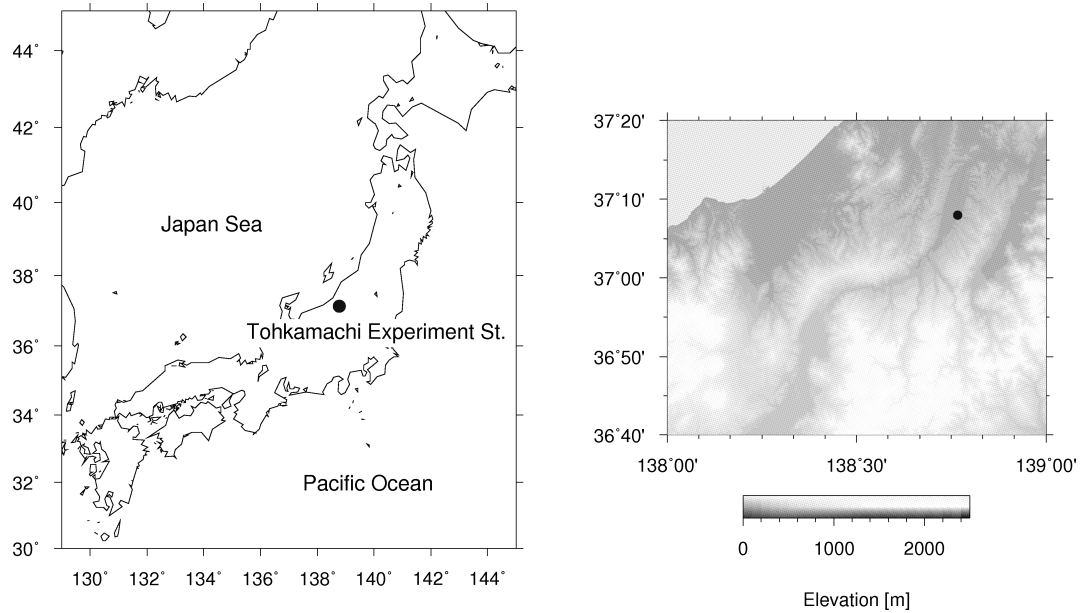 44°
42°
40°
38°
36°
34°
32°
30°
130° 132° 134° 136° 138° 140° 142° 144°
Japan Sea
Tohkamachi Experiment St.
Pacific Ocean
37°20'
37°10'
37°00'
36°50'
36°40'
138°00' 138°30' 139°00'
0 1000 2000
Elevation [m]